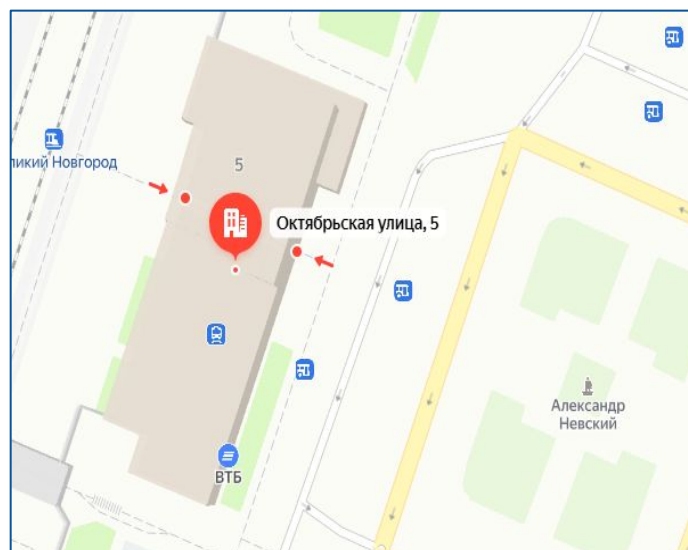 ликий Новгород
5
Октябрьская улица, 5
Александр
Невский
ВТБ